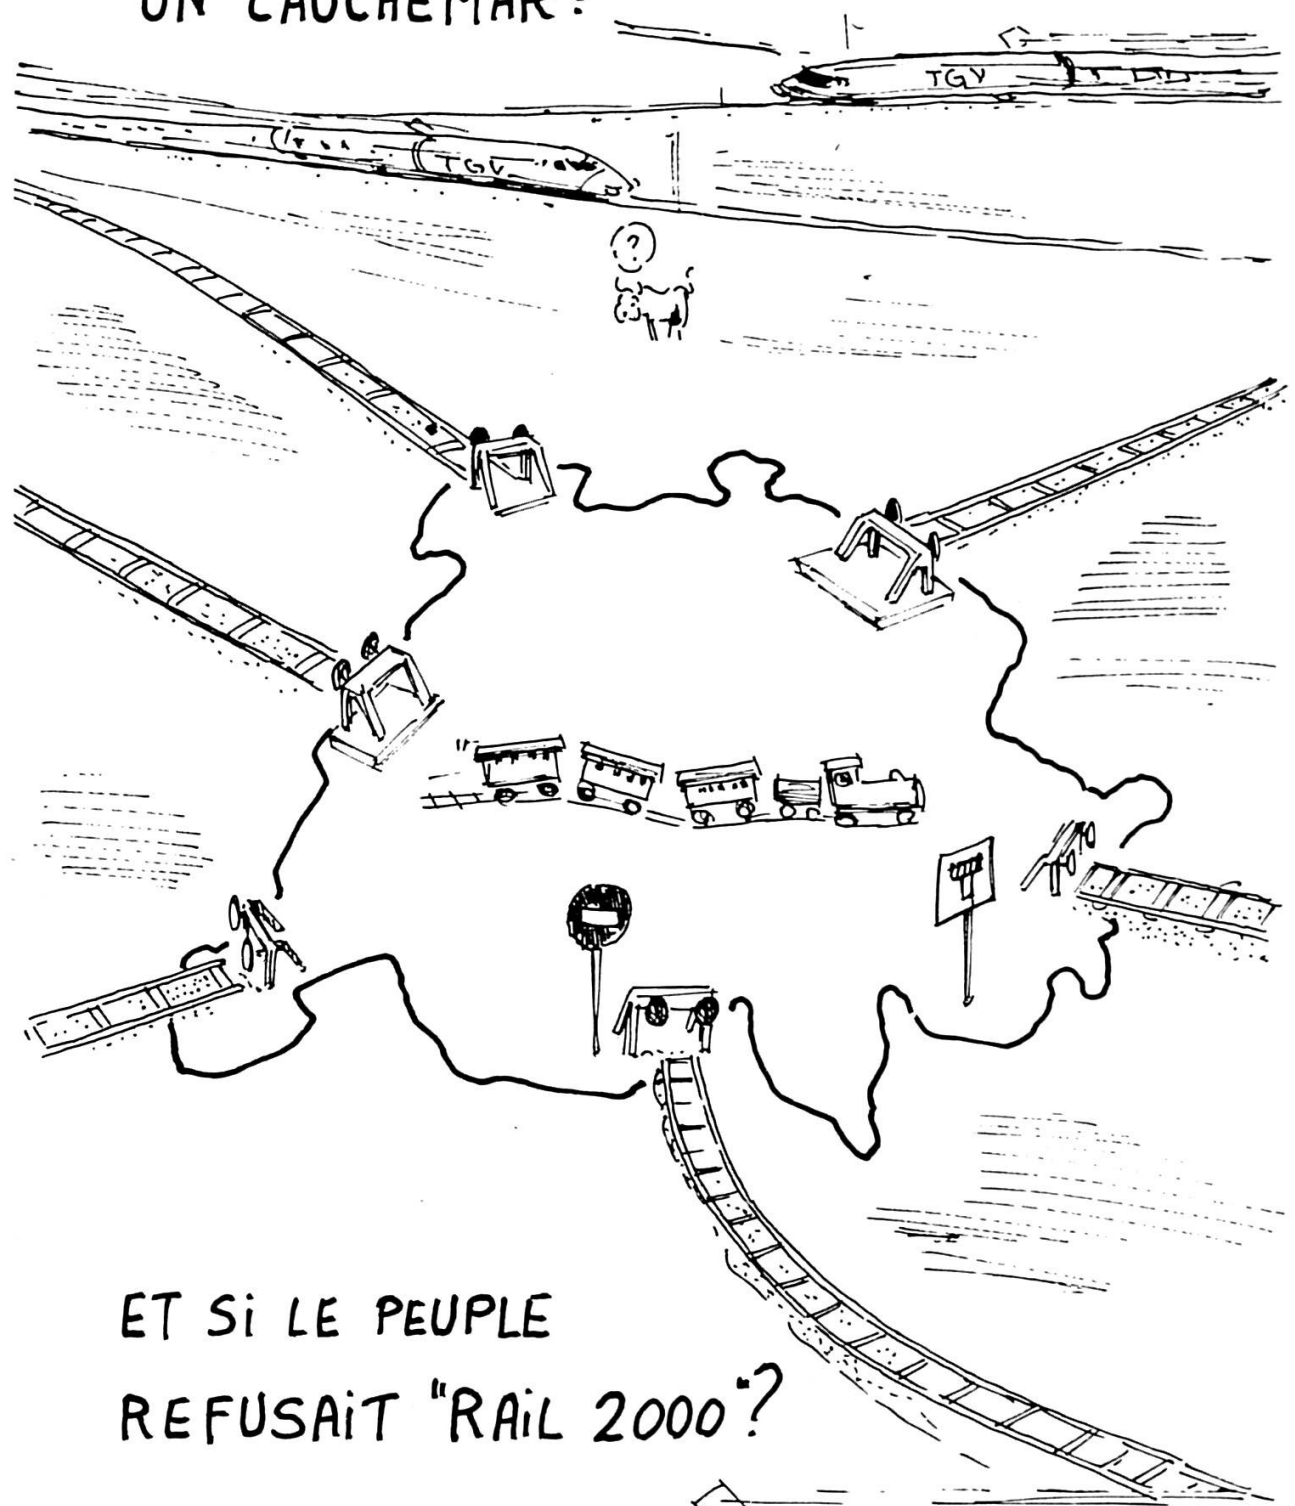 UN CAUCHEMAR?
TGV
TGV
?
ET Si LE PEUPLE
REFUSAiT "RAiL 2000"?